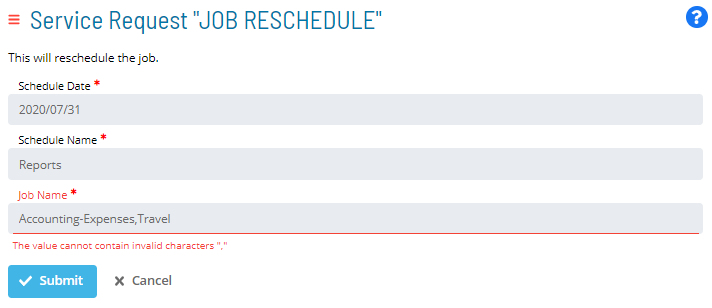 Service Request "JOB RESCHEDULE"
?
This will reschedule the job.
Schedule Date *
2020/07/31
Schedule Name *
Reports
Job Name *
Accounting-Expenses,Travel
The value cannot contain invalid characters ","
Submit Cancel